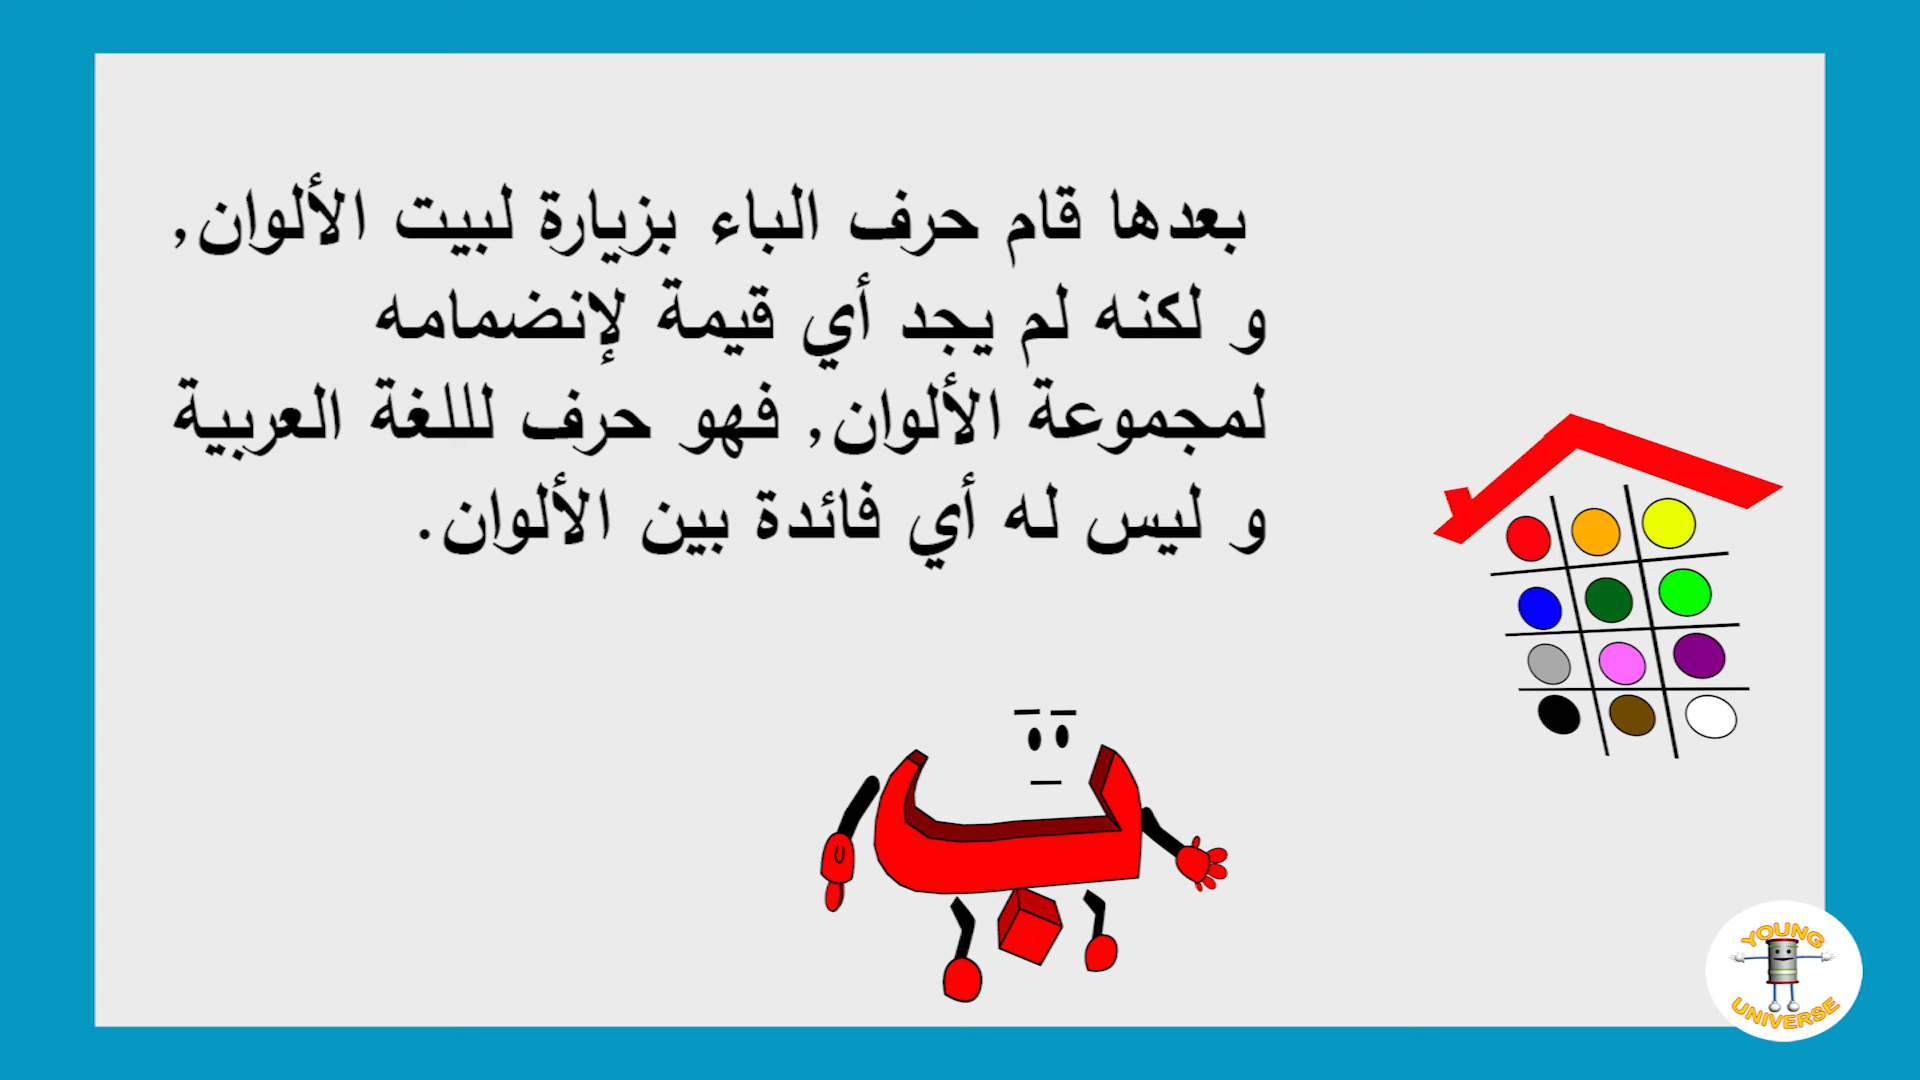 بعدها قام حرف الباء بزيارة لبيت الألوان,
و لكنه لم يجد أي قيمة لإنضمامه
لمجموعة الألوان, فهو حرف لللغة العربية
و ليس له أي فائدة بين الألوان.
YOUNG
UNIVERSE